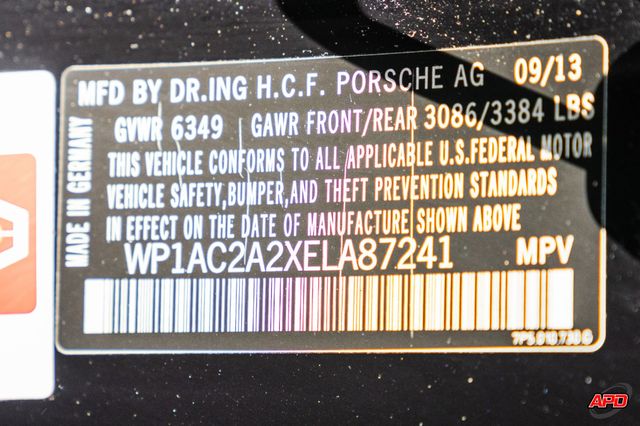 MFD BY DR.ING H.C.F. PORSCHE AG 09/13
GVWR 6349 GAWR FRONT/REAR 3086/3384 LBS
THIS VEHICLE CONFORMS TO ALL APPLICABLE U.S.FEDERAL MOTOR
VEHICLE SAFETY,BUMPER,AND THEFT PREVENTION STANDARDS
IN EFFECT ON THE DATE OF MANUFACTURE SHOWN ABOVE
MADE IN GERMANY
WP1AC2A2XELA87241 MPV
APD